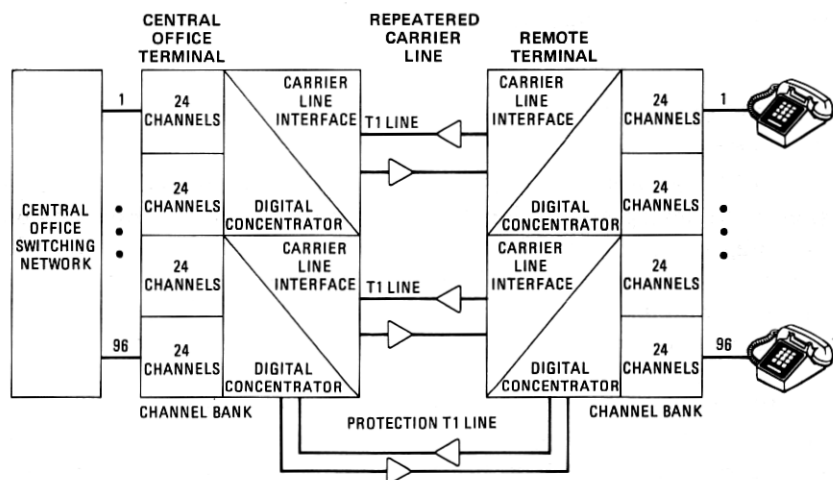 CENTRAL
OFFICE
TERMINAL
REPEATERED
CARRIER
LINE
REMOTE
TERMINAL
CENTRAL
OFFICE
SWITCHING
NETWORK
1
96
24
CHANNELS
24
CHANNELS
24
CHANNELS
24
CHANNELS
CHANNEL BANK
CARRIER
LINE
INTERFACE
DIGITAL
CONCENTRATOR
CARRIER
LINE
INTERFACE
DIGITAL
CONCENTRATOR
T1 LINE
T1 LINE
PROTECTION T1 LINE
CARRIER
LINE
INTERFACE
DIGITAL
CONCENTRATOR
CARRIER
LINE
INTERFACE
DIGITAL
CONCENTRATOR
24
CHANNELS
24
CHANNELS
24
CHANNELS
24
CHANNELS
CHANNEL BANK
1
96